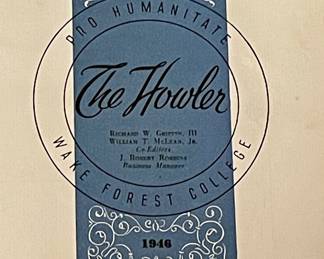 PRO HUMANITATE
The Howler
RICHARD W. GRIFFIN, III
WILLIAM T. McLEAN, JR.
Co-Editors
J. ROBERT ROBBINS
Business Manager
WAKE FOREST COLLEGE
1946